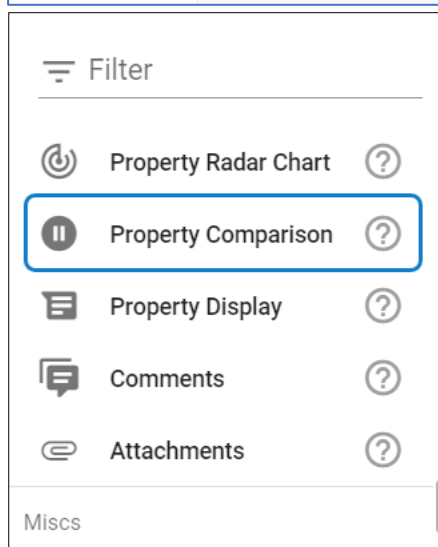 Filter
Property Radar Chart
Property Comparison
Property Display
Comments
Attachments
Miscs